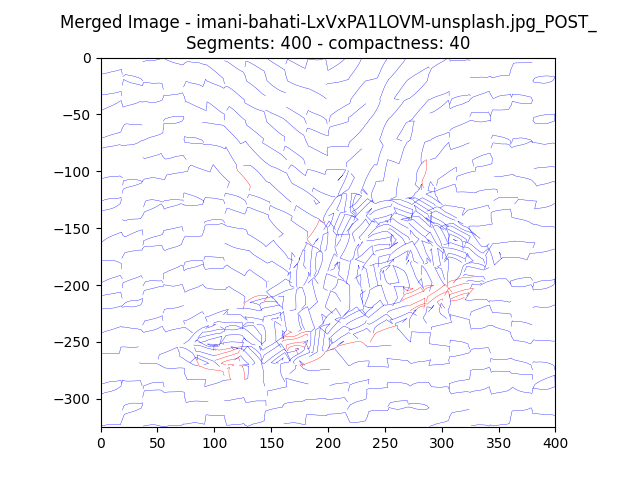 Merged Image - imani-bahati-LxVxPA1LOVM-unsplash.jpg_POST_
Segments: 400 - compactness: 40
0
−50
−100
−150
−200
−250
−300
0 50 100 150 200 250 300 350 400